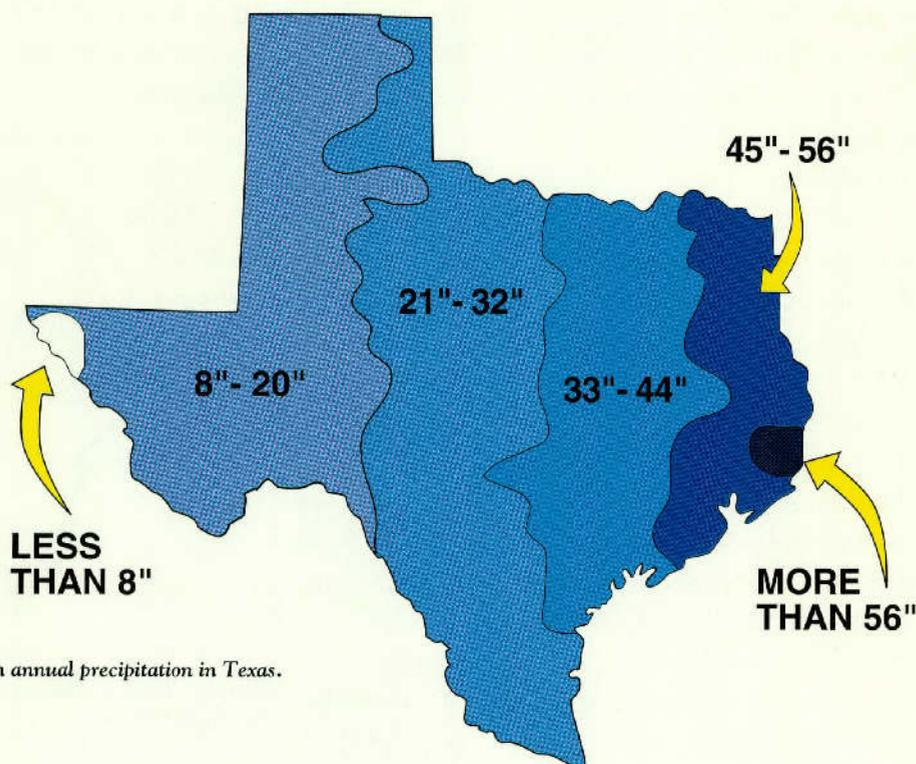 45"- 56"
21"- 32"
8"- 20"
33"- 44"
LESS
THAN 8"
MORE
THAN 56"
annual precipitation in Texas.